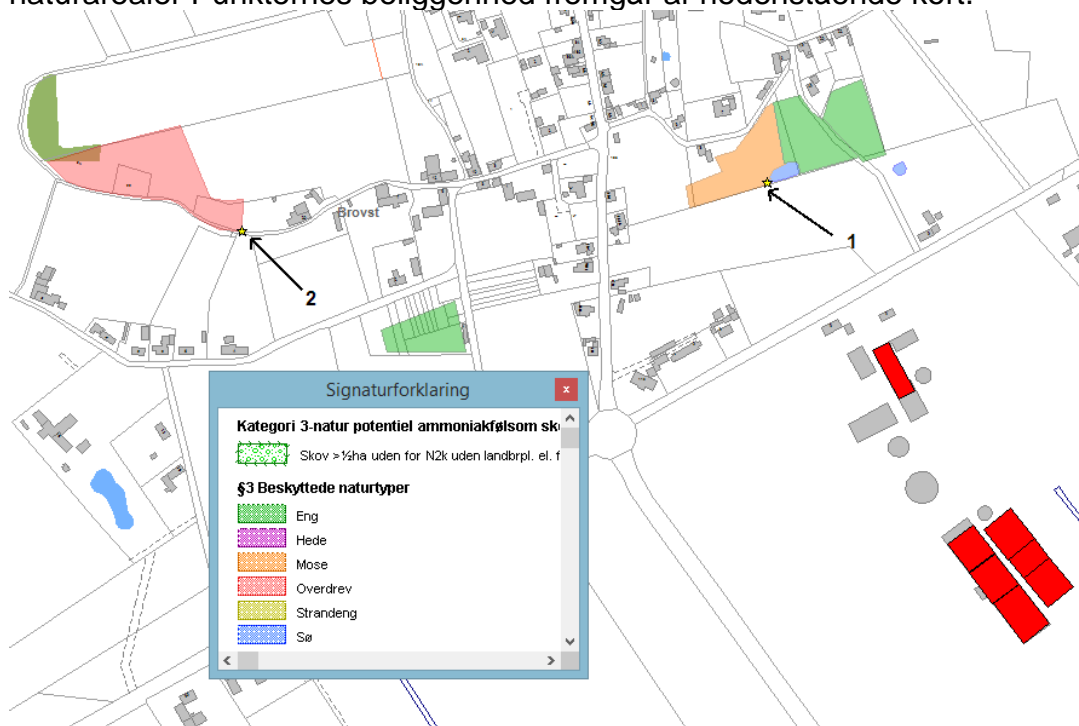 naturarealer. Punkternes beliggenhed fremgår af nedenstående kort.
Brovst
1
2
Signaturforklaring
x
Kategori 3-natur potentiel ammoniakfølsom sk
Skov >½ha uden for N2k uden landbrpl. el. f
§3 Beskyttede naturtyper
Eng
Hede
Mose
Overdrev
Strandeng
Sø